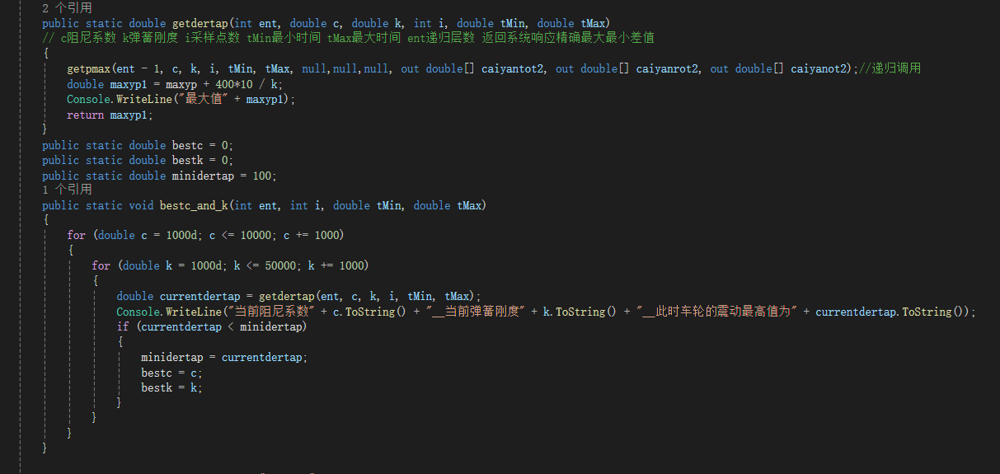 2 个引用
public static double getdertap(int ent, double c, double k, int i, double tMin, double tMax)
// c阻尼系数 k弹簧刚度 i采样点数 tMin最小时间 tMax最大时间 ent递归层数 返回系统响应精确最大最小差值
{
getpmax(ent - 1, c, k, i, tMin, tMax, null,null,null, out double[] caiyantot2, out double[] caiyanrot2, out double[] caiyanot2);//递归调用
double maxyp1 = maxyp + 400*10 / k;
Console.WriteLine("最大值" + maxyp1);
return maxyp1;
}
public static double bestc = 0;
public static double bestk = 0;
public static double minidertap = 100;
1 个引用
public static void bestc_and_k(int ent, int i, double tMin, double tMax)
{
for (double c = 1000d; c <= 10000; c += 1000)
{
for (double k = 1000d; k <= 50000; k += 1000)
{
double currentdertap = getdertap(ent, c, k, i, tMin, tMax);
Console.WriteLine("当前阻尼系数" + c.ToString() + "__当前弹簧刚度" + k.ToString() + "__此时车轮的震动最高值为" + currentdertap.ToString());
if (currentdertap < minidertap)
{
minidertap = currentdertap;
bestc = c;
bestk = k;
}
}
}
}